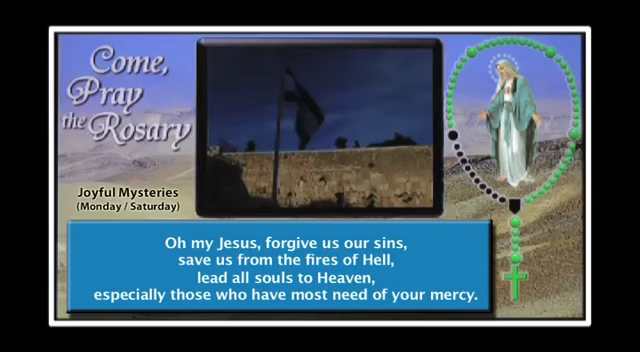 Come,
Pray
the Rosary
Joyful Mysteries
(Monday / Saturday)
Oh my Jesus, forgive us our sins,
save us from the fires of Hell,
lead all souls to Heaven,
especially those who have most need of your mercy.